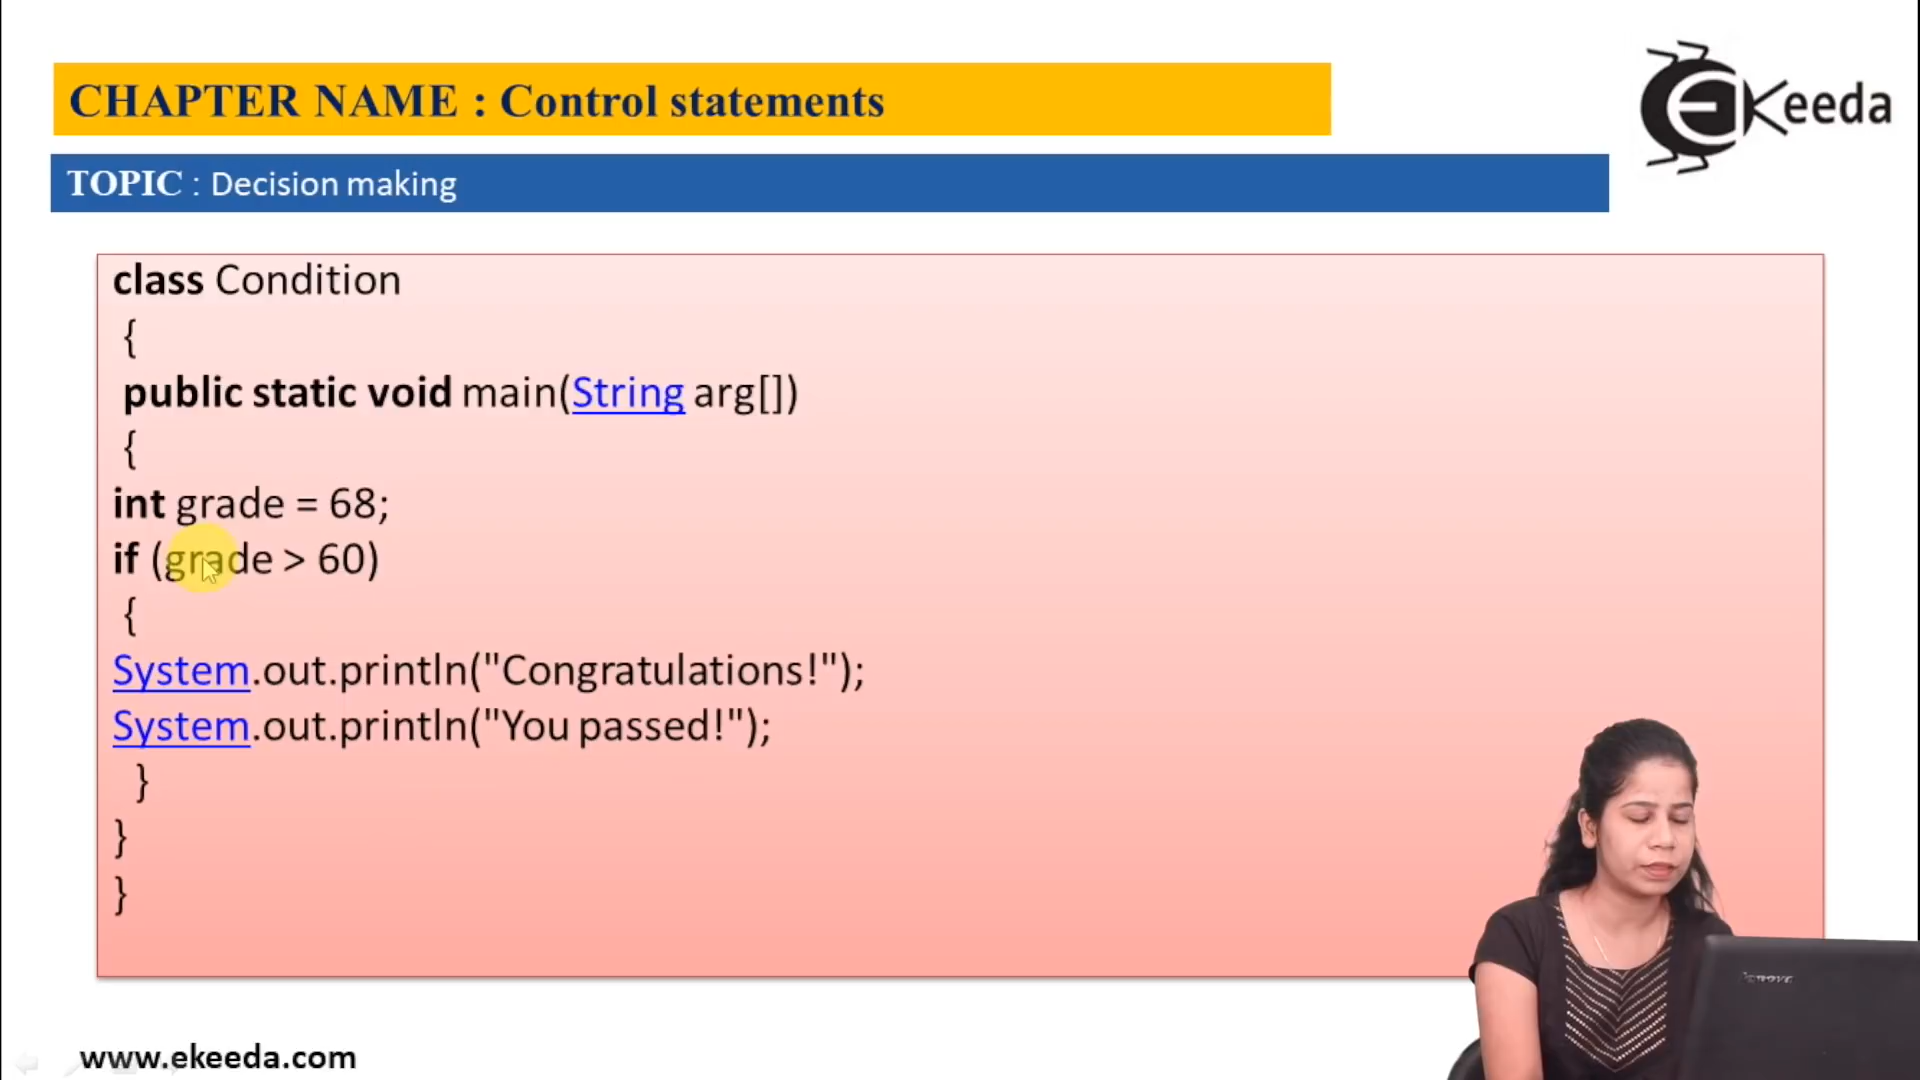 CHAPTER NAME : Control statements
EKeeda
TOPIC : Decision making
class Condition
{
public static void main(String arg[])
{
int grade = 68;
if (grade > 60)
{
System.out.println("Congratulations!");
System.out.println("You passed!");
}
}
}
www.ekeeda.com